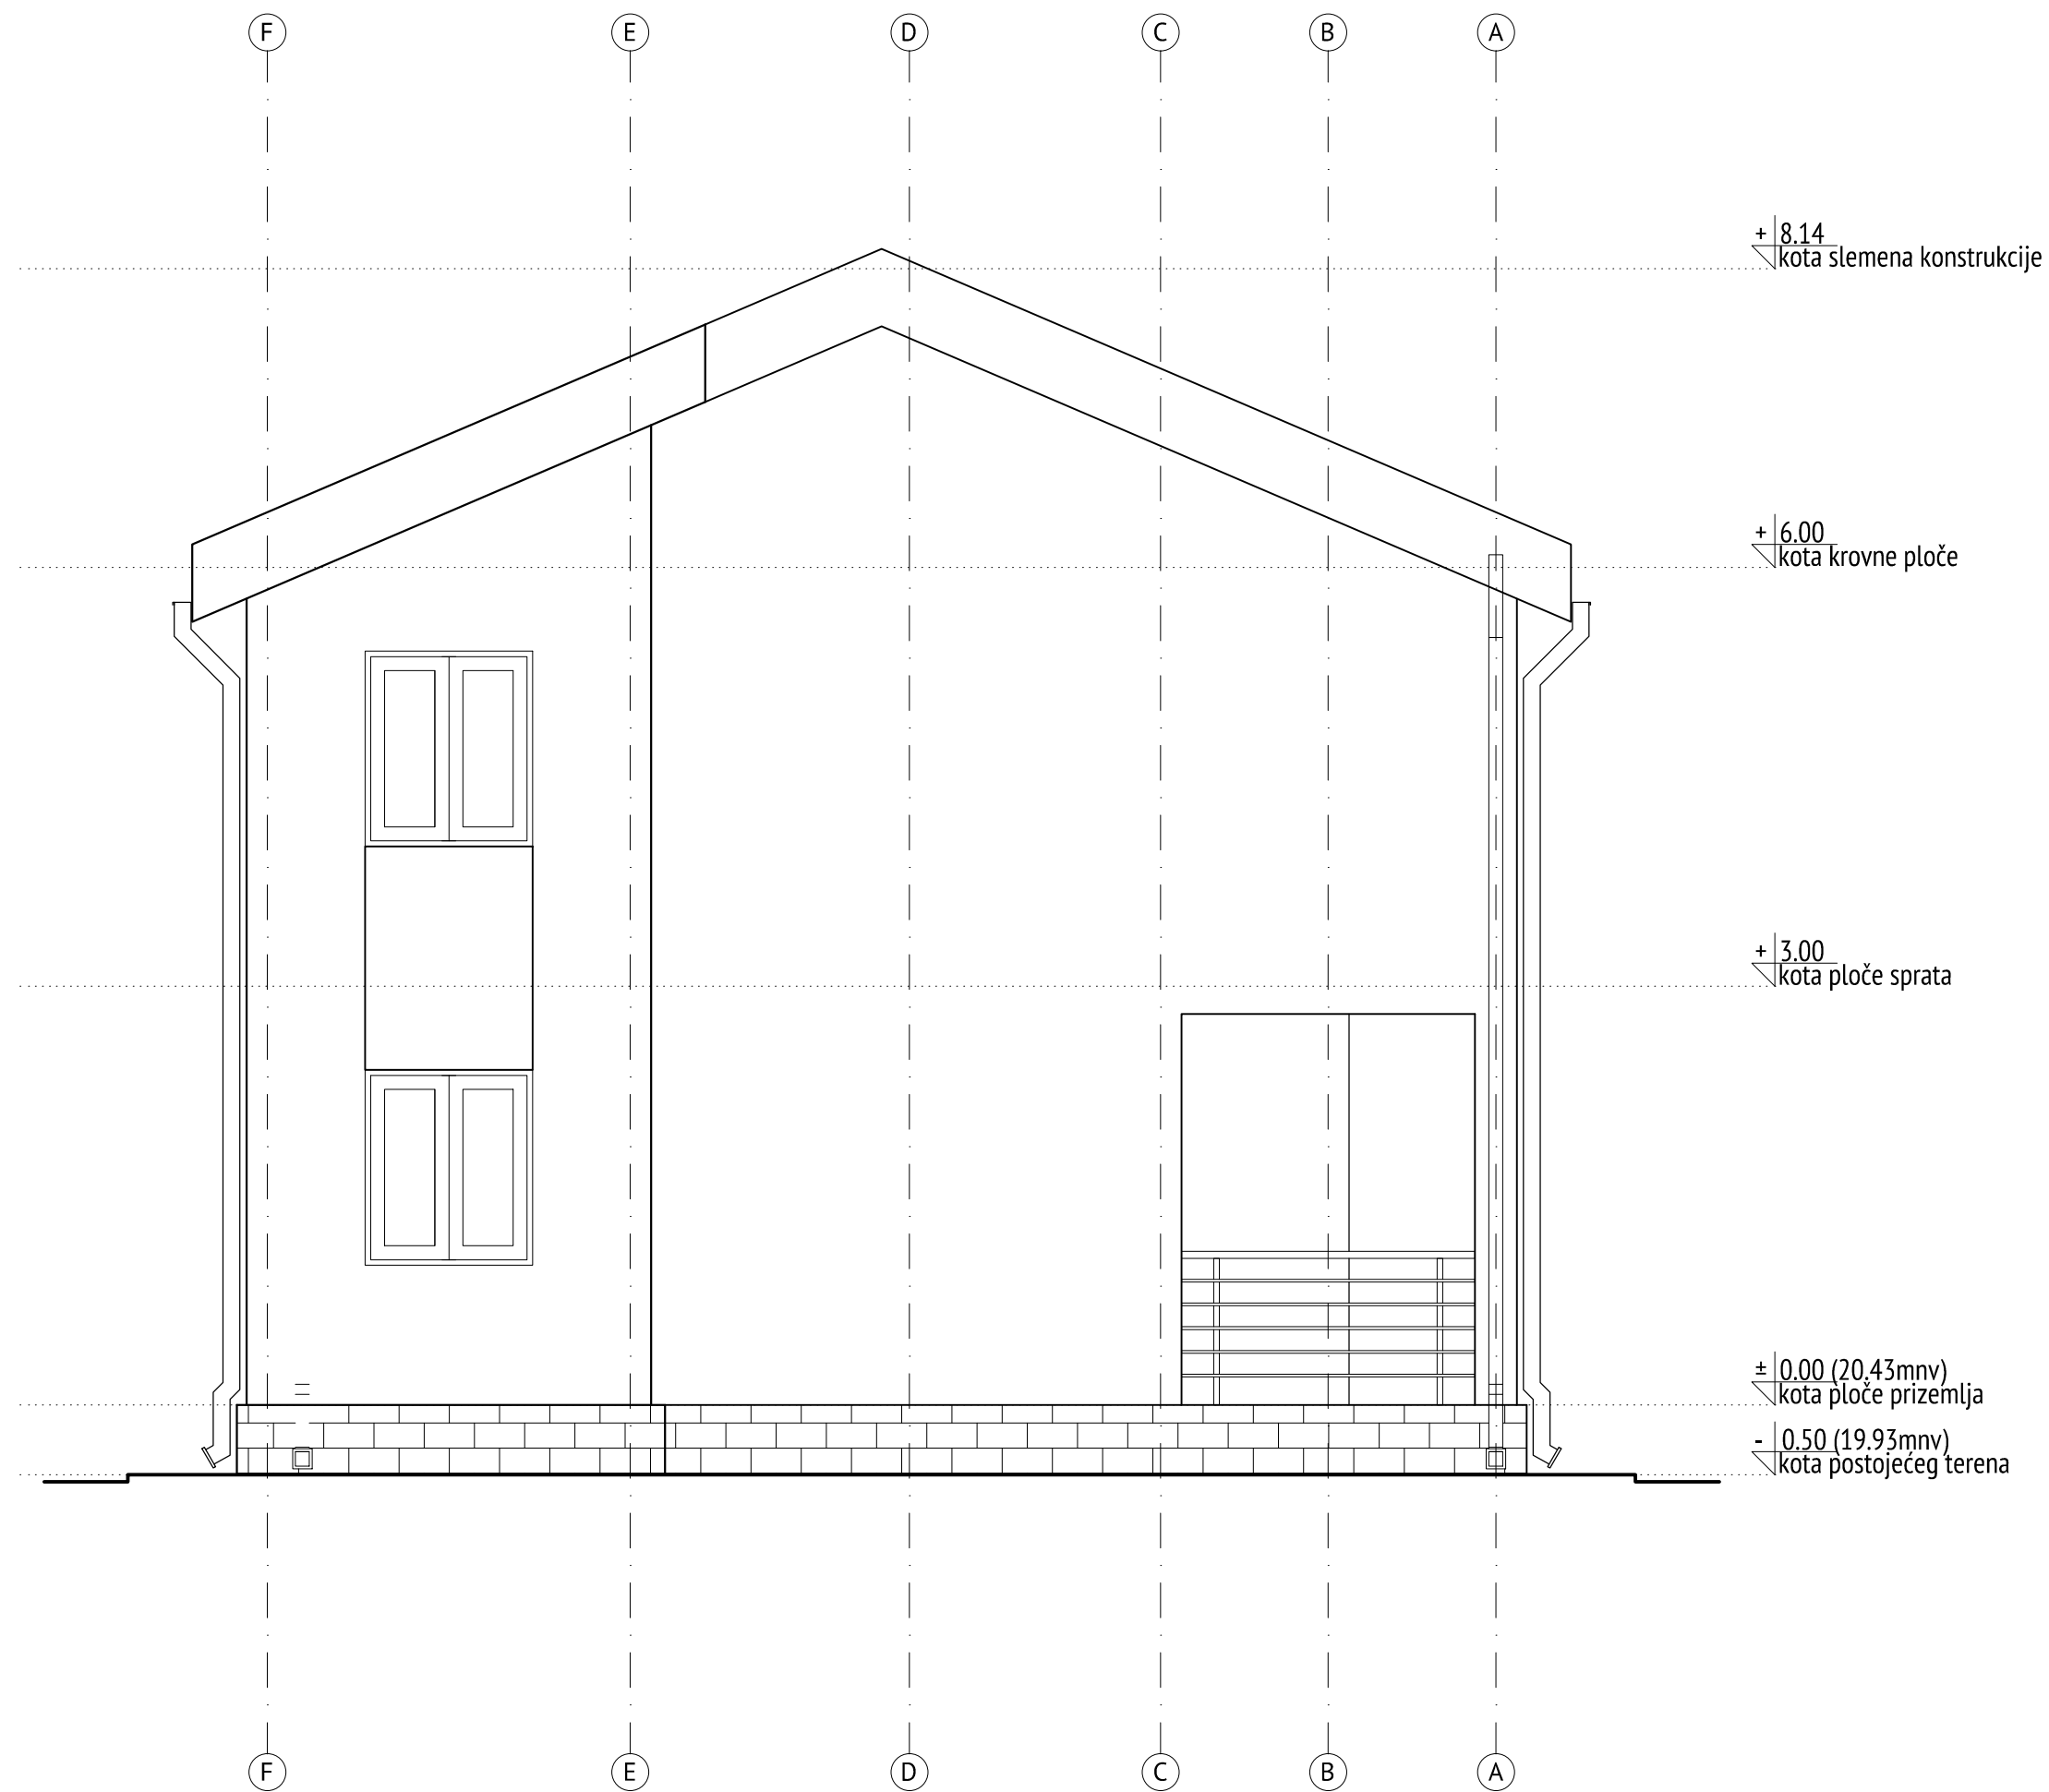 F E D C B A
+ 8.14
kota slemena konstrukcije
+ 6.00
kota krovne ploče
+ 3.00
kota ploče sprata
± 0.00 (20.43mnv)
kota ploče prizemlja
- 0.50 (19.93mnv)
kota postojećeg terena
F E D C B A